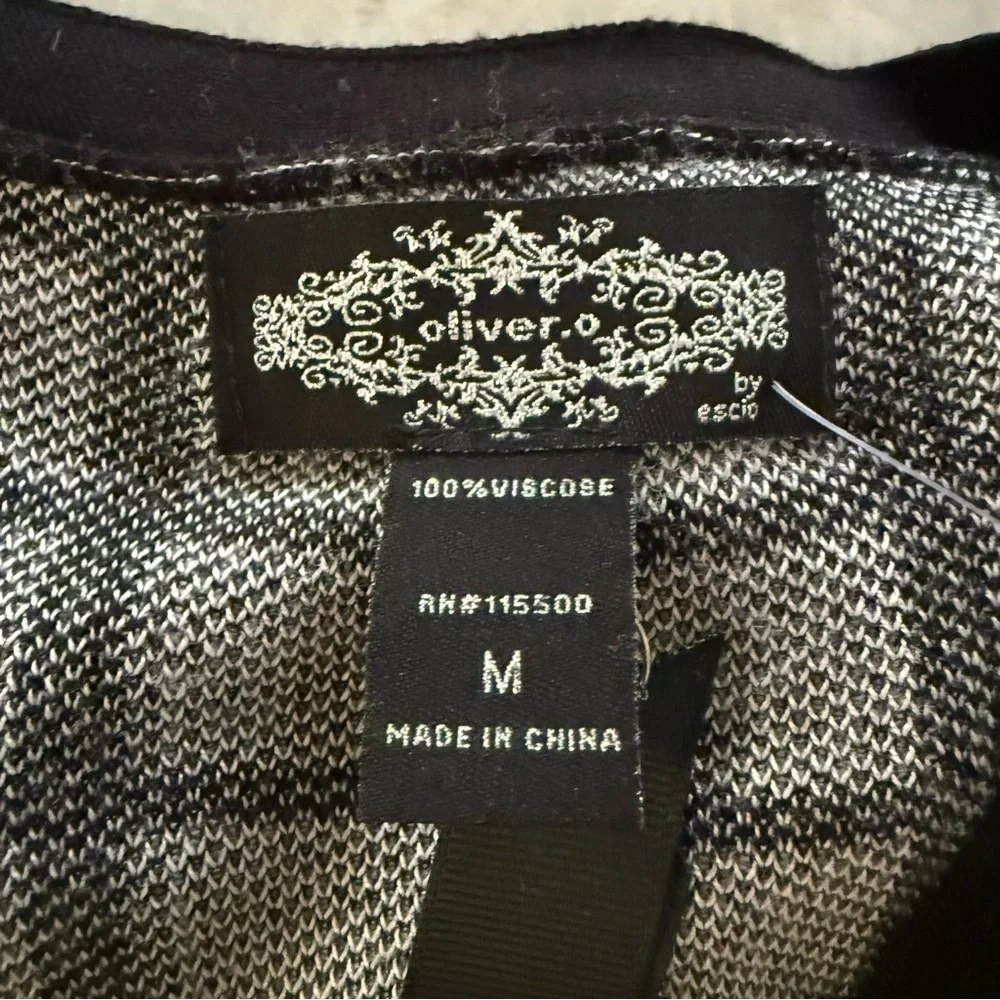 oliver.o
by
escio
100%VISCOSE
RN#115500
M
MADE IN CHINA